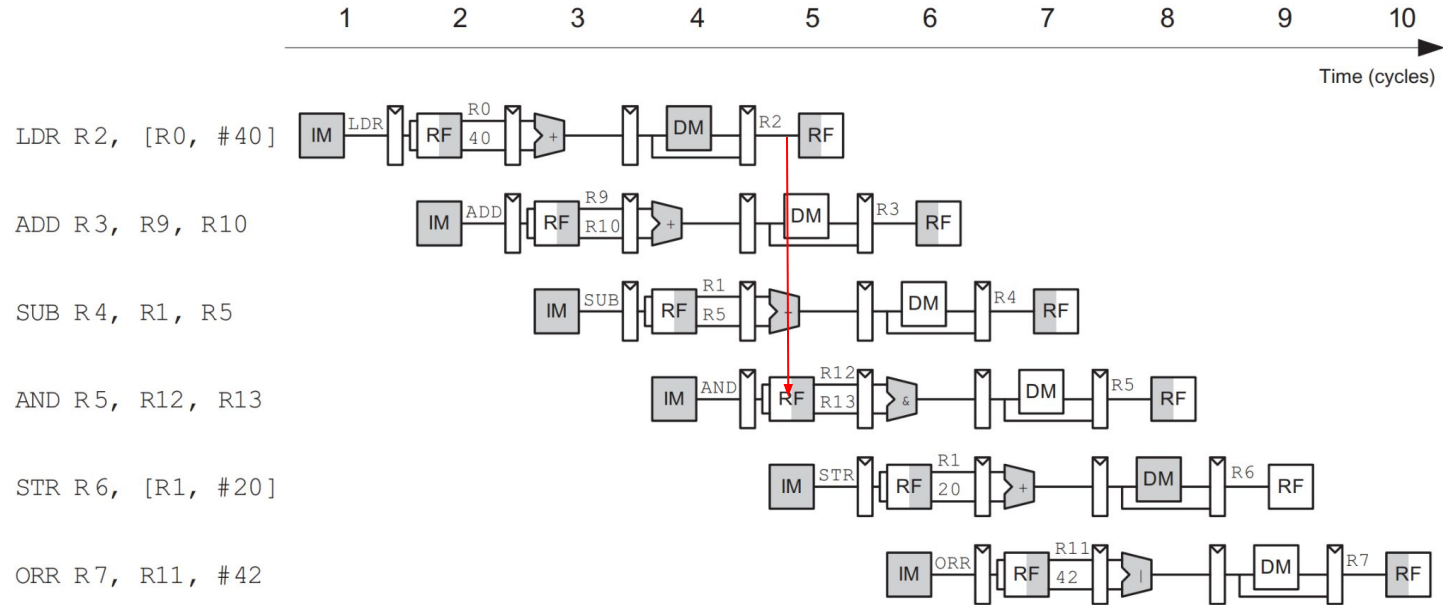 1 2 3 4 5 6 7 8 9 10
Time (cycles)
LDR R2, [R0, #40] IM LDR RF R0 40 + DM R2 RF
ADD R3, R9, R10 IM ADD RF R9 R10 + DM R3 RF
SUB R4, R1, R5 IM SUB RF R1 R5 - DM R4 RF
AND R5, R12, R13 IM AND RF R12 R13 & DM R5 RF
STR R6, [R1, #20] IM STR RF R1 20 + DM R6 RF
ORR R7, R11, #42 IM ORR RF R11 42 | DM R7 RF